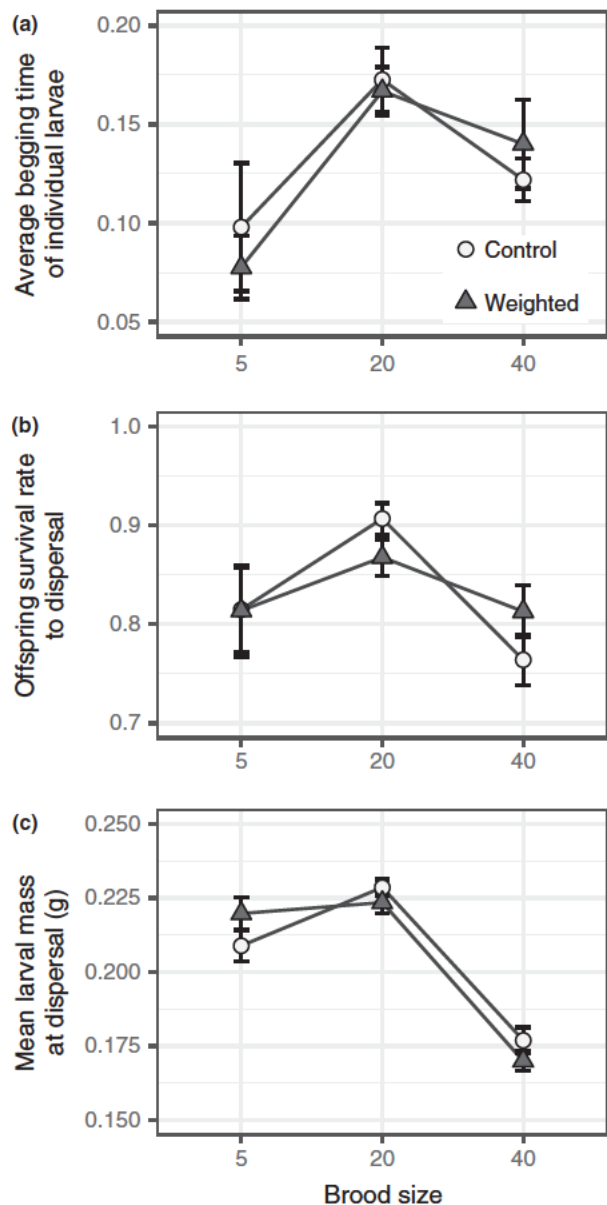 (a)
Average begging time
of individual larvae
0.20
0.15
0.10
0.05
Control
Weighted
5
20
40
(b)
Offspring survival rate
to dispersal
1.0
0.9
0.8
0.7
5
20
40
(c)
Mean larval mass
at dispersal (g)
0.250
0.225
0.200
0.175
0.150
5
20
40
Brood size